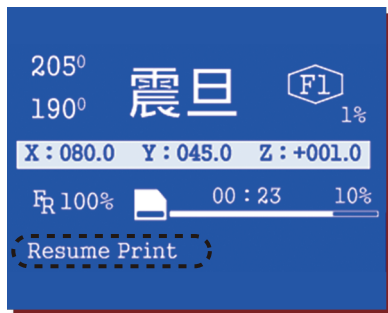 205⁰
190⁰
震旦
F1
1%
X：080.0 Y：045.0 Z：+001.0
FR 100% 00：23 10%
Resume Print